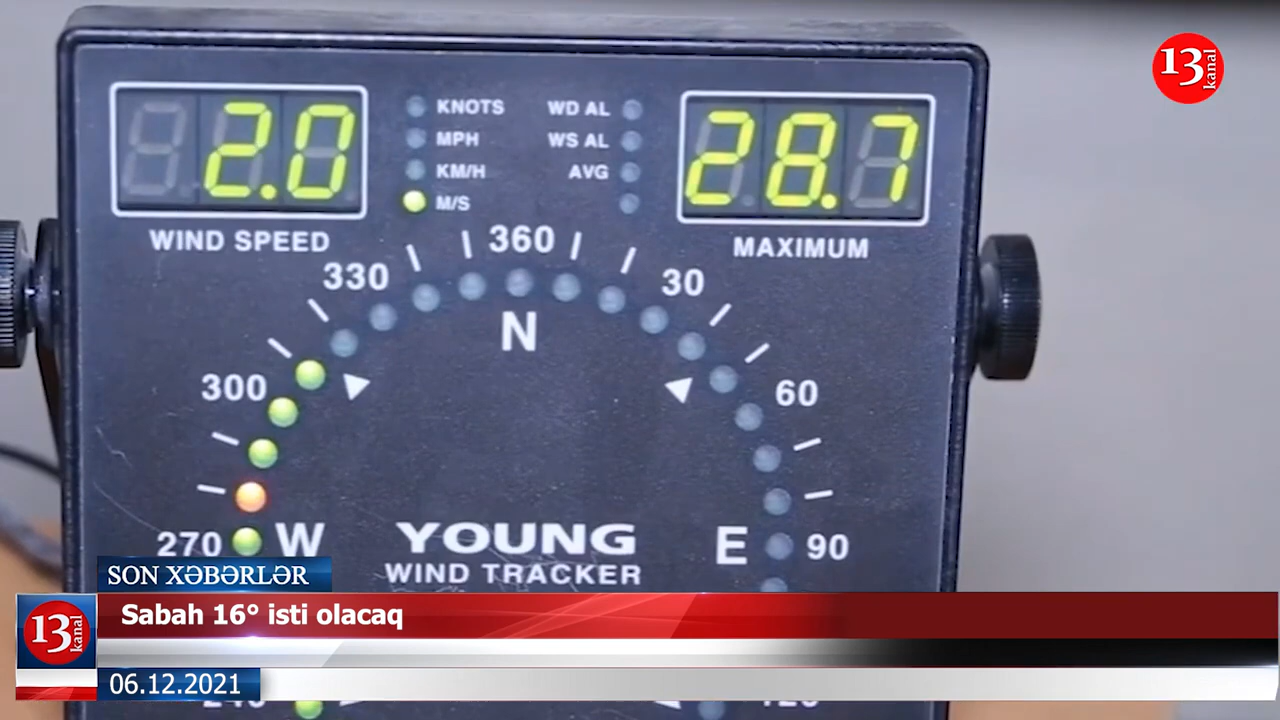 13 kanal
2.0
KNOTS
MPH
KM/H
M/S
WD AL
WS AL
AVG
28.7
WIND SPEED
MAXIMUM
330
360
30
N
300
60
270
W
YOUNG
WIND TRACKER
E
90
SON XƏBƏRLƏR
Sabah 16° isti olacaq
13 kanal
06.12.2021